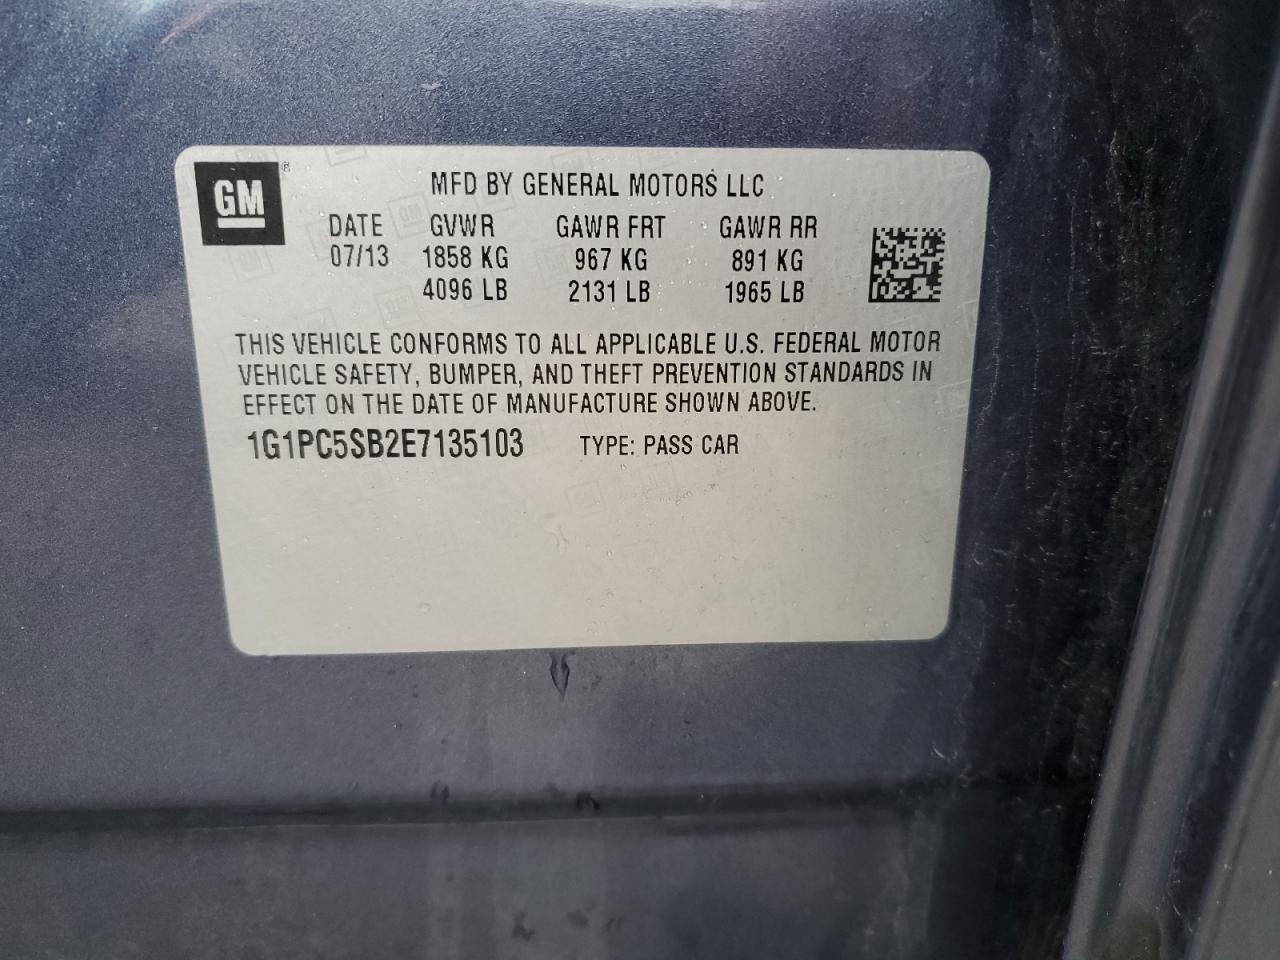 GM ®
MFD BY GENERAL MOTORS LLC
DATE GVWR GAWR FRT GAWR RR
07/13 1858 KG 967 KG 891 KG
4096 LB 2131 LB 1965 LB
THIS VEHICLE CONFORMS TO ALL APPLICABLE U.S. FEDERAL MOTOR
VEHICLE SAFETY, BUMPER, AND THEFT PREVENTION STANDARDS IN
EFFECT ON THE DATE OF MANUFACTURE SHOWN ABOVE.
1G1PC5SB2E7135103 TYPE: PASS CAR